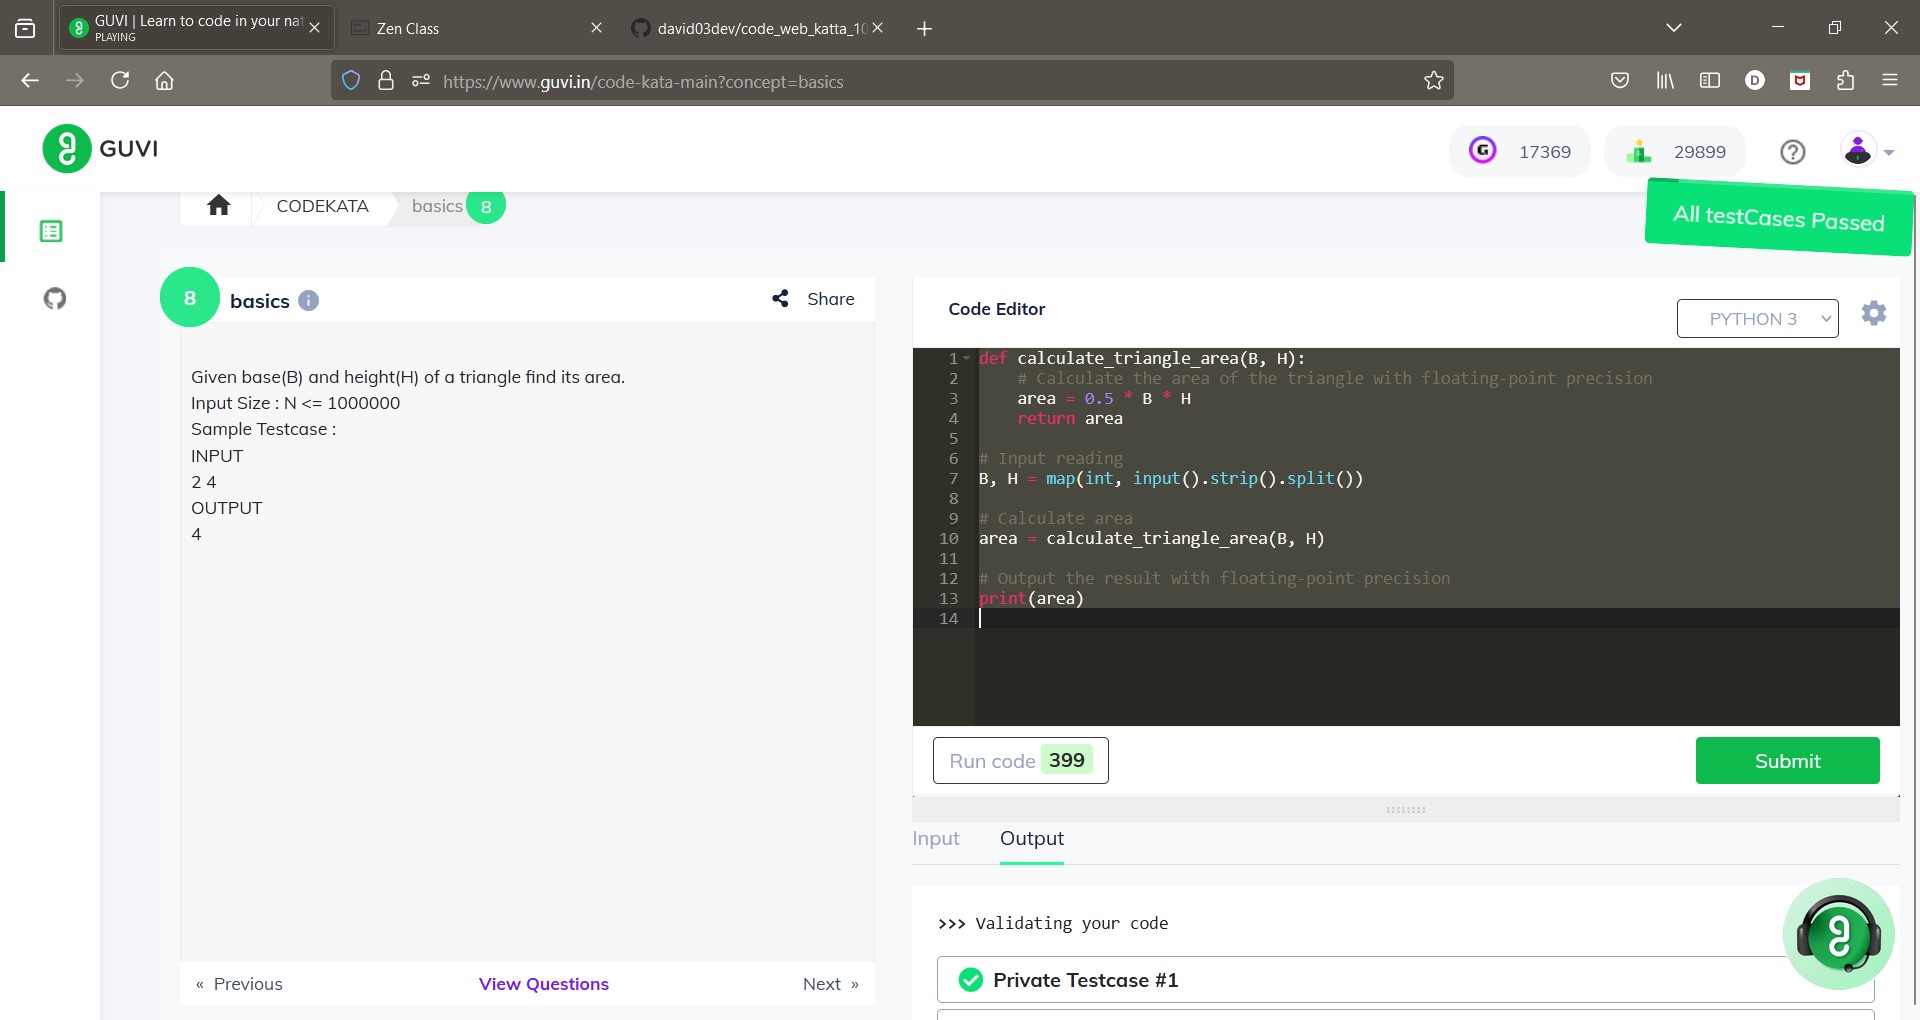 GUVI | Learn to code in your nat
PLAYING
Zen Class
david03dev/code_web_katta_10
https://www.guvi.in/code-kata-main?concept=basics
D
GUVI
G
17369
29899
CODEKATA
basics
8
All testCases Passed
8
basics
Share
Given base(B) and height(H) of a triangle find its area.
Input Size : N <= 1000000
Sample Testcase :
INPUT
2 4
OUTPUT
4
« Previous
View Questions
Next »
Code Editor
PYTHON 3
1 def calculate_triangle_area(B, H):
2     # Calculate the area of the triangle with floating-point precision
3     area = 0.5 * B * H
4     return area
5
6 # Input reading
7 B, H = map(int, input().strip().split())
8
9 # Calculate area
10 area = calculate_triangle_area(B, H)
11
12 # Output the result with floating-point precision
13 print(area)
14
Run code 399
Submit
Input
Output
>>> Validating your code
Private Testcase #1